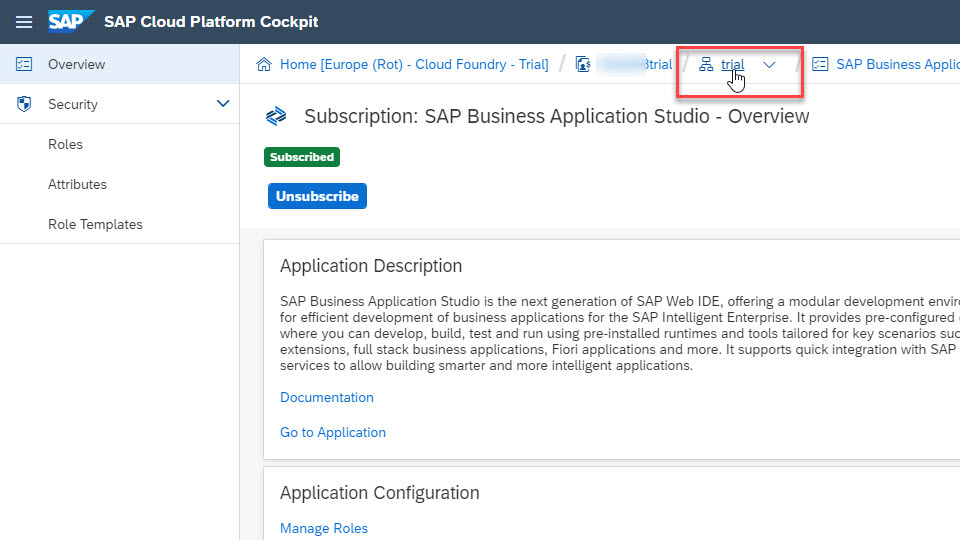 SAP SAP Cloud Platform Cockpit
Overview
Security
Roles
Attributes
Role Templates
Home [Europe (Rot) - Cloud Foundry - Trial] / trial / trial / SAP Business
Subscription: SAP Business Application Studio - Overview
Subscribed
Unsubscribe
Application Description
SAP Business Application Studio is the next generation of SAP Web IDE, offering a modular development
for efficient development of business applications for the SAP Intelligent Enterprise. It provides pre-configured
where you can develop, build, test and run using pre-installed runtimes and tools tailored for key scenarios
extensions, full stack business applications, Fiori applications and more. It supports quick integration with SAP
services to allow building smarter and more intelligent applications.
Documentation
Go to Application
Application Configuration
Manage Roles